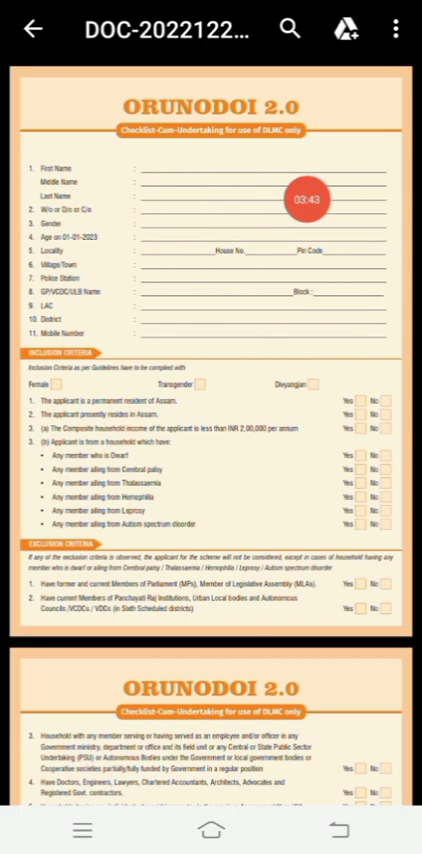 DOC-2022122...
ORUNODOI 2.0
Checklist-Cum-Undertaking for use of DLMC only
1. First Name :
Middle Name :
Last Name :
03:43
2. W/o or D/o or C/o :
3. Gender :
4. Age on 01-01-2023 :
5. Locality : House No. Pin Code
6. Village/Town :
7. Police Station :
8. GP/VCDC/ULB Name : Block :
9. LAC :
10. District :
11. Mobile Number :
INCLUSION CRITERIA
Inclusion Criteria as per Guidelines have to be complied with
Female Transgender Divyangjan
1. The applicant is a permanent resident of Assam. Yes No
2. The applicant presently resides in Assam. Yes No
3. (a) The Composite household income of the applicant is less than INR 2,00,000 per annum Yes No
3. (b) Applicant is from a household which have:
• Any member who is Dwarf Yes No
• Any member ailing from Cerebral palsy Yes No
• Any member ailing from Thalassaemia Yes No
• Any member ailing from Hemophilia Yes No
• Any member ailing from Leprosy Yes No
• Any member ailing from Autism spectrum disorder Yes No
EXCLUSION CRITERIA
If any of the exclusion criteria is observed, the applicant for the scheme will not be considered, except in cases of household having any
member who is dwarf or ailing from Cerebral palsy / Thalassaemia / Hemophilia / Leprosy / Autism spectrum disorder
1. Have former and current Members of Parliament (MPs), Member of Legislative Assembly (MLAs). Yes No
2. Have current Members of Panchayati Raj Institutions, Urban Local bodies and Autonomous
Councils /VCDCs / VDCs (in Sixth Scheduled districts) Yes No
ORUNODOI 2.0
Checklist-Cum-Undertaking for use of DLMC only
3. Household with any member serving or having served as an employee and/or officer in any
Government ministry, department or office and its field unit or any Central or State Public Sector
Undertaking (PSU) or Autonomous Bodies under the Government or local government bodies or
Cooperative societies partially/fully funded by Government in a regular position Yes No
4. Have Doctors, Engineers, Lawyers, Chartered Accountants, Architects, Advocates and
Registered Govt. contractors. Yes No